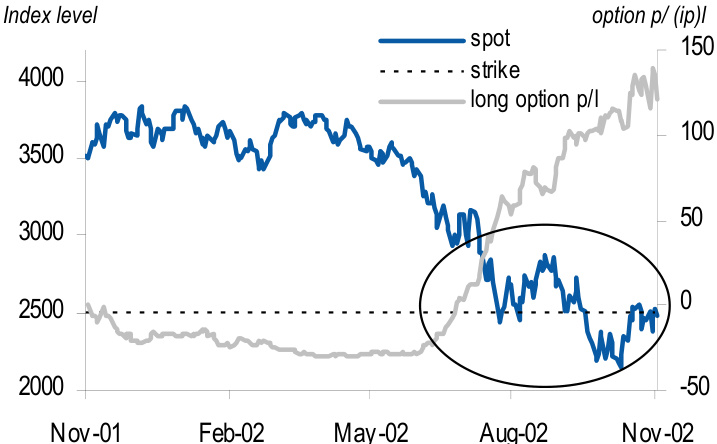 Index level
option p/ (ip)l
spot
strike
long option p/l
4000
3500
3000
2500
2000
150
100
50
0
-50
Nov-01 Feb-02 May-02 Aug-02 Nov-02